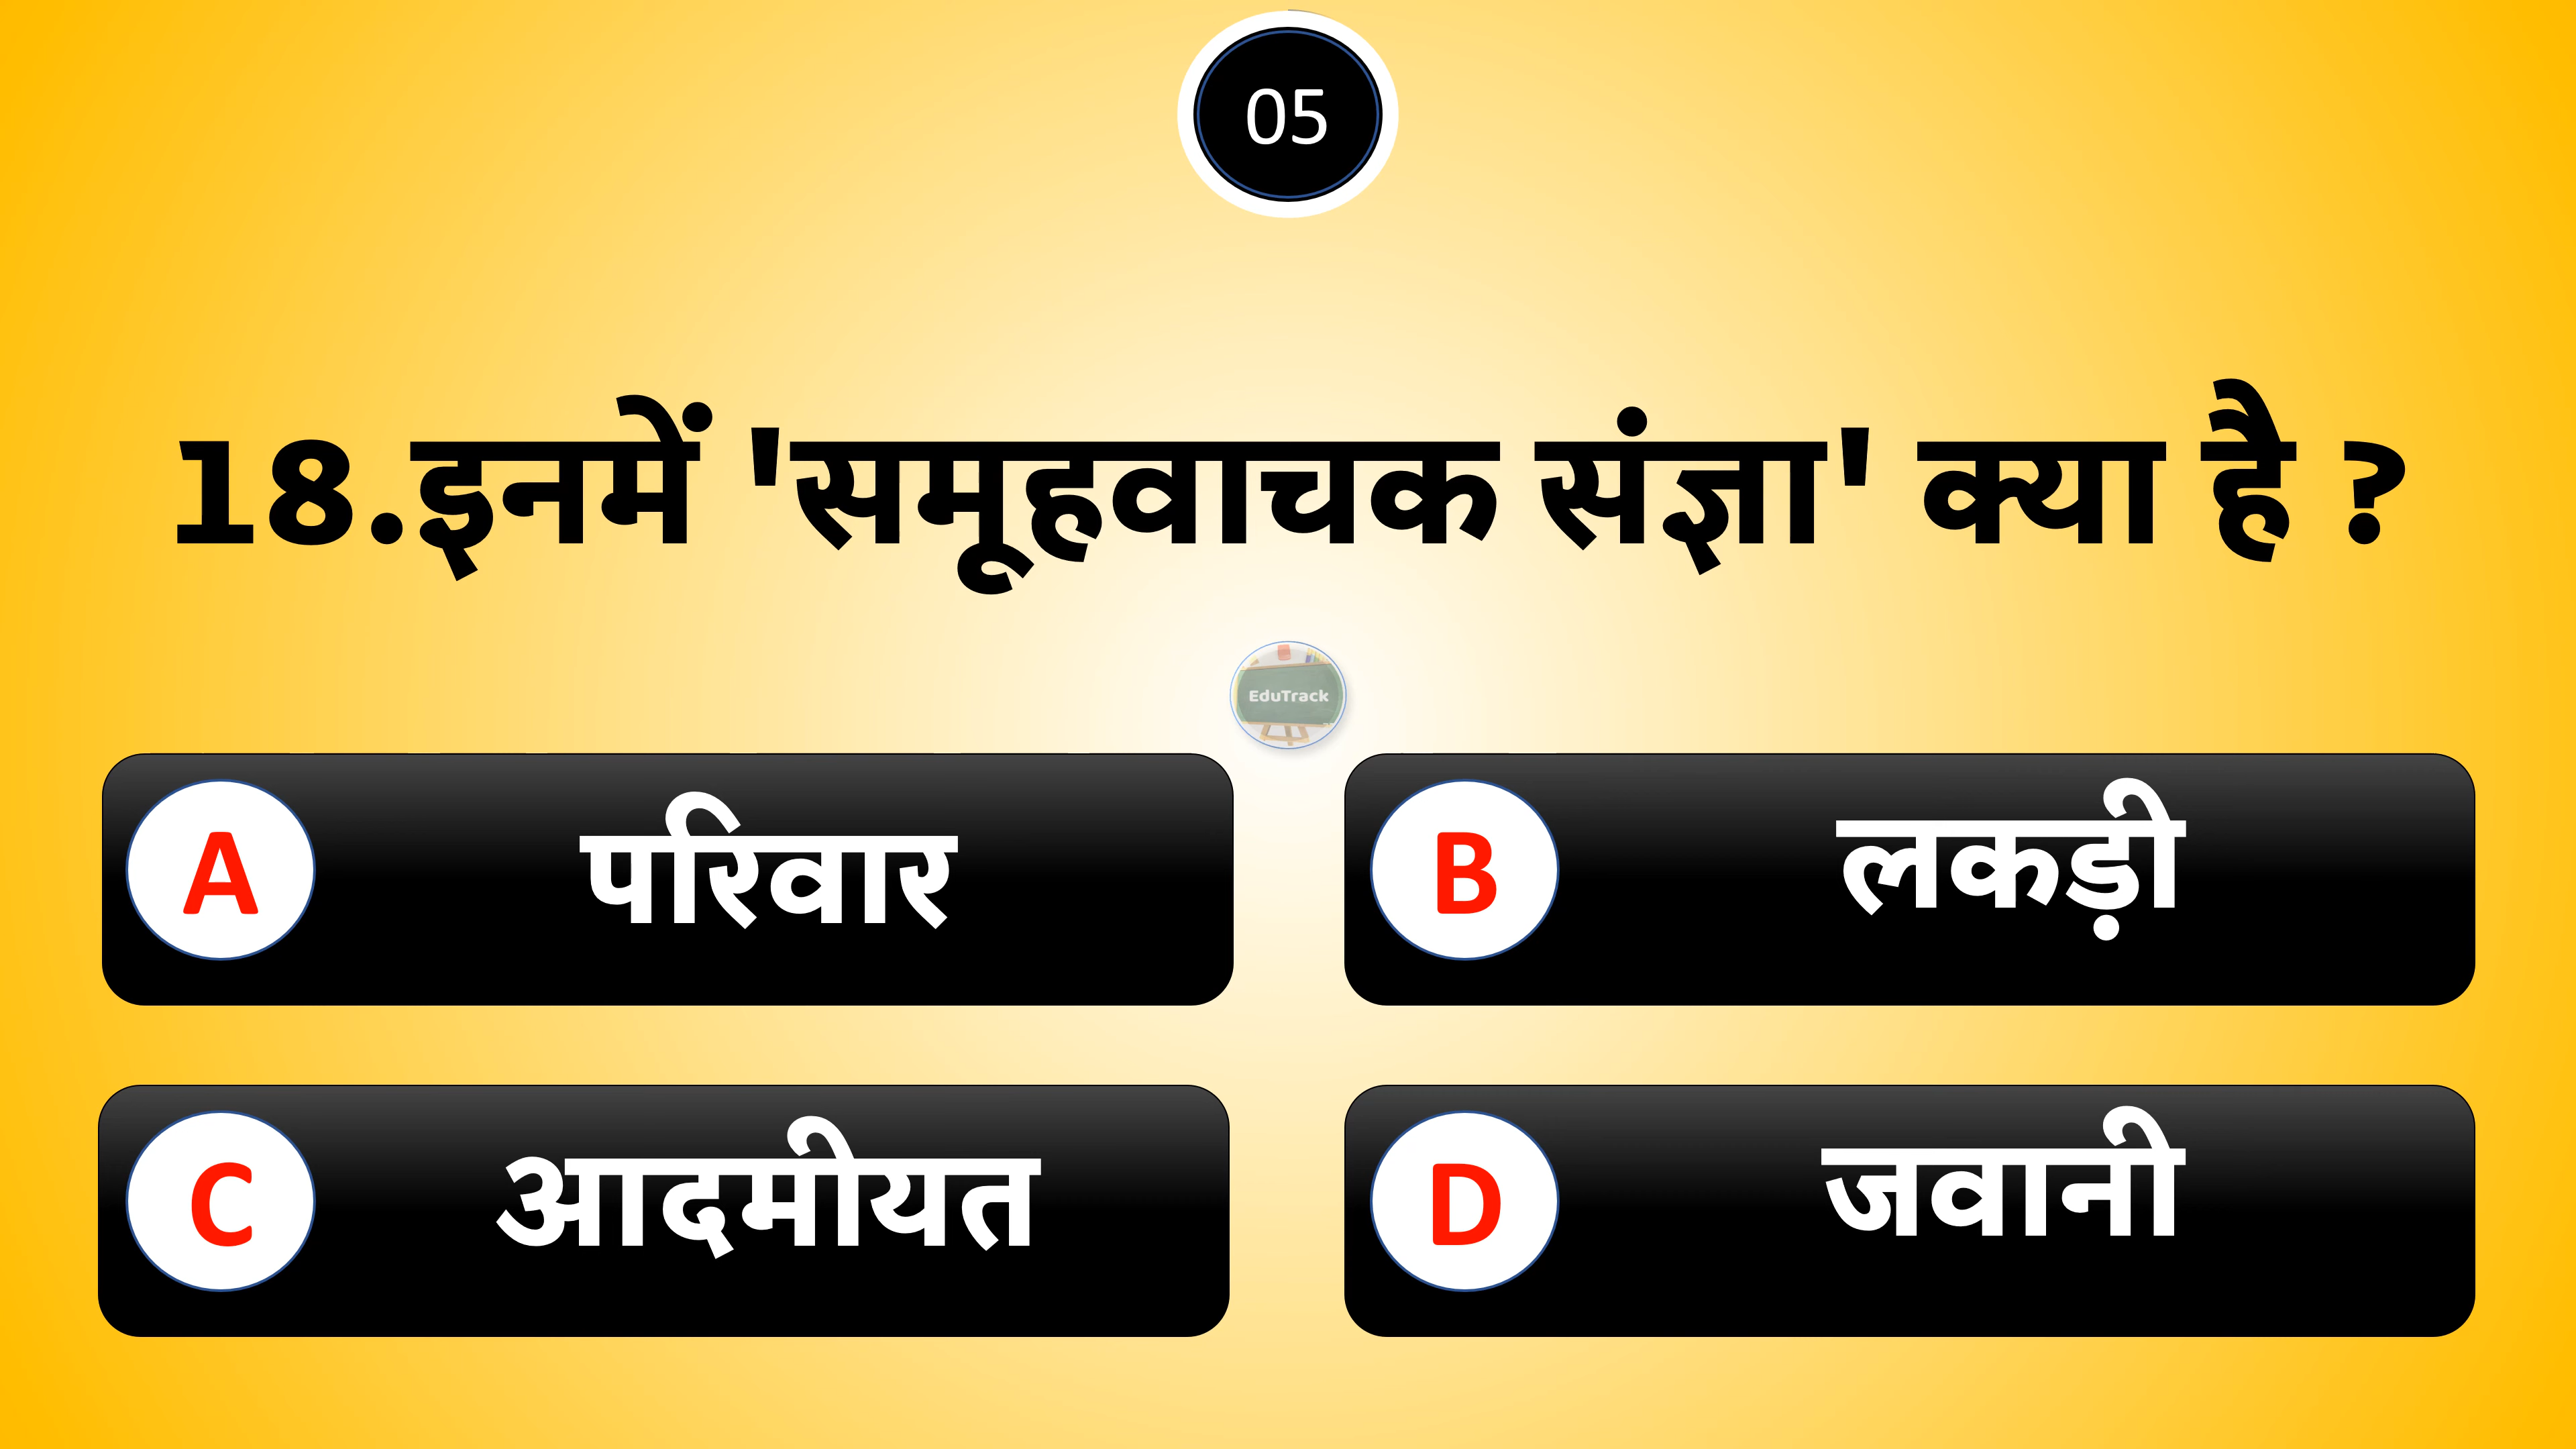 05
18.इनमें 'समूहवाचक संज्ञा' क्या है ?
EduTrack
A परिवार
B लकड़ी
C आदमीयत
D जवानी